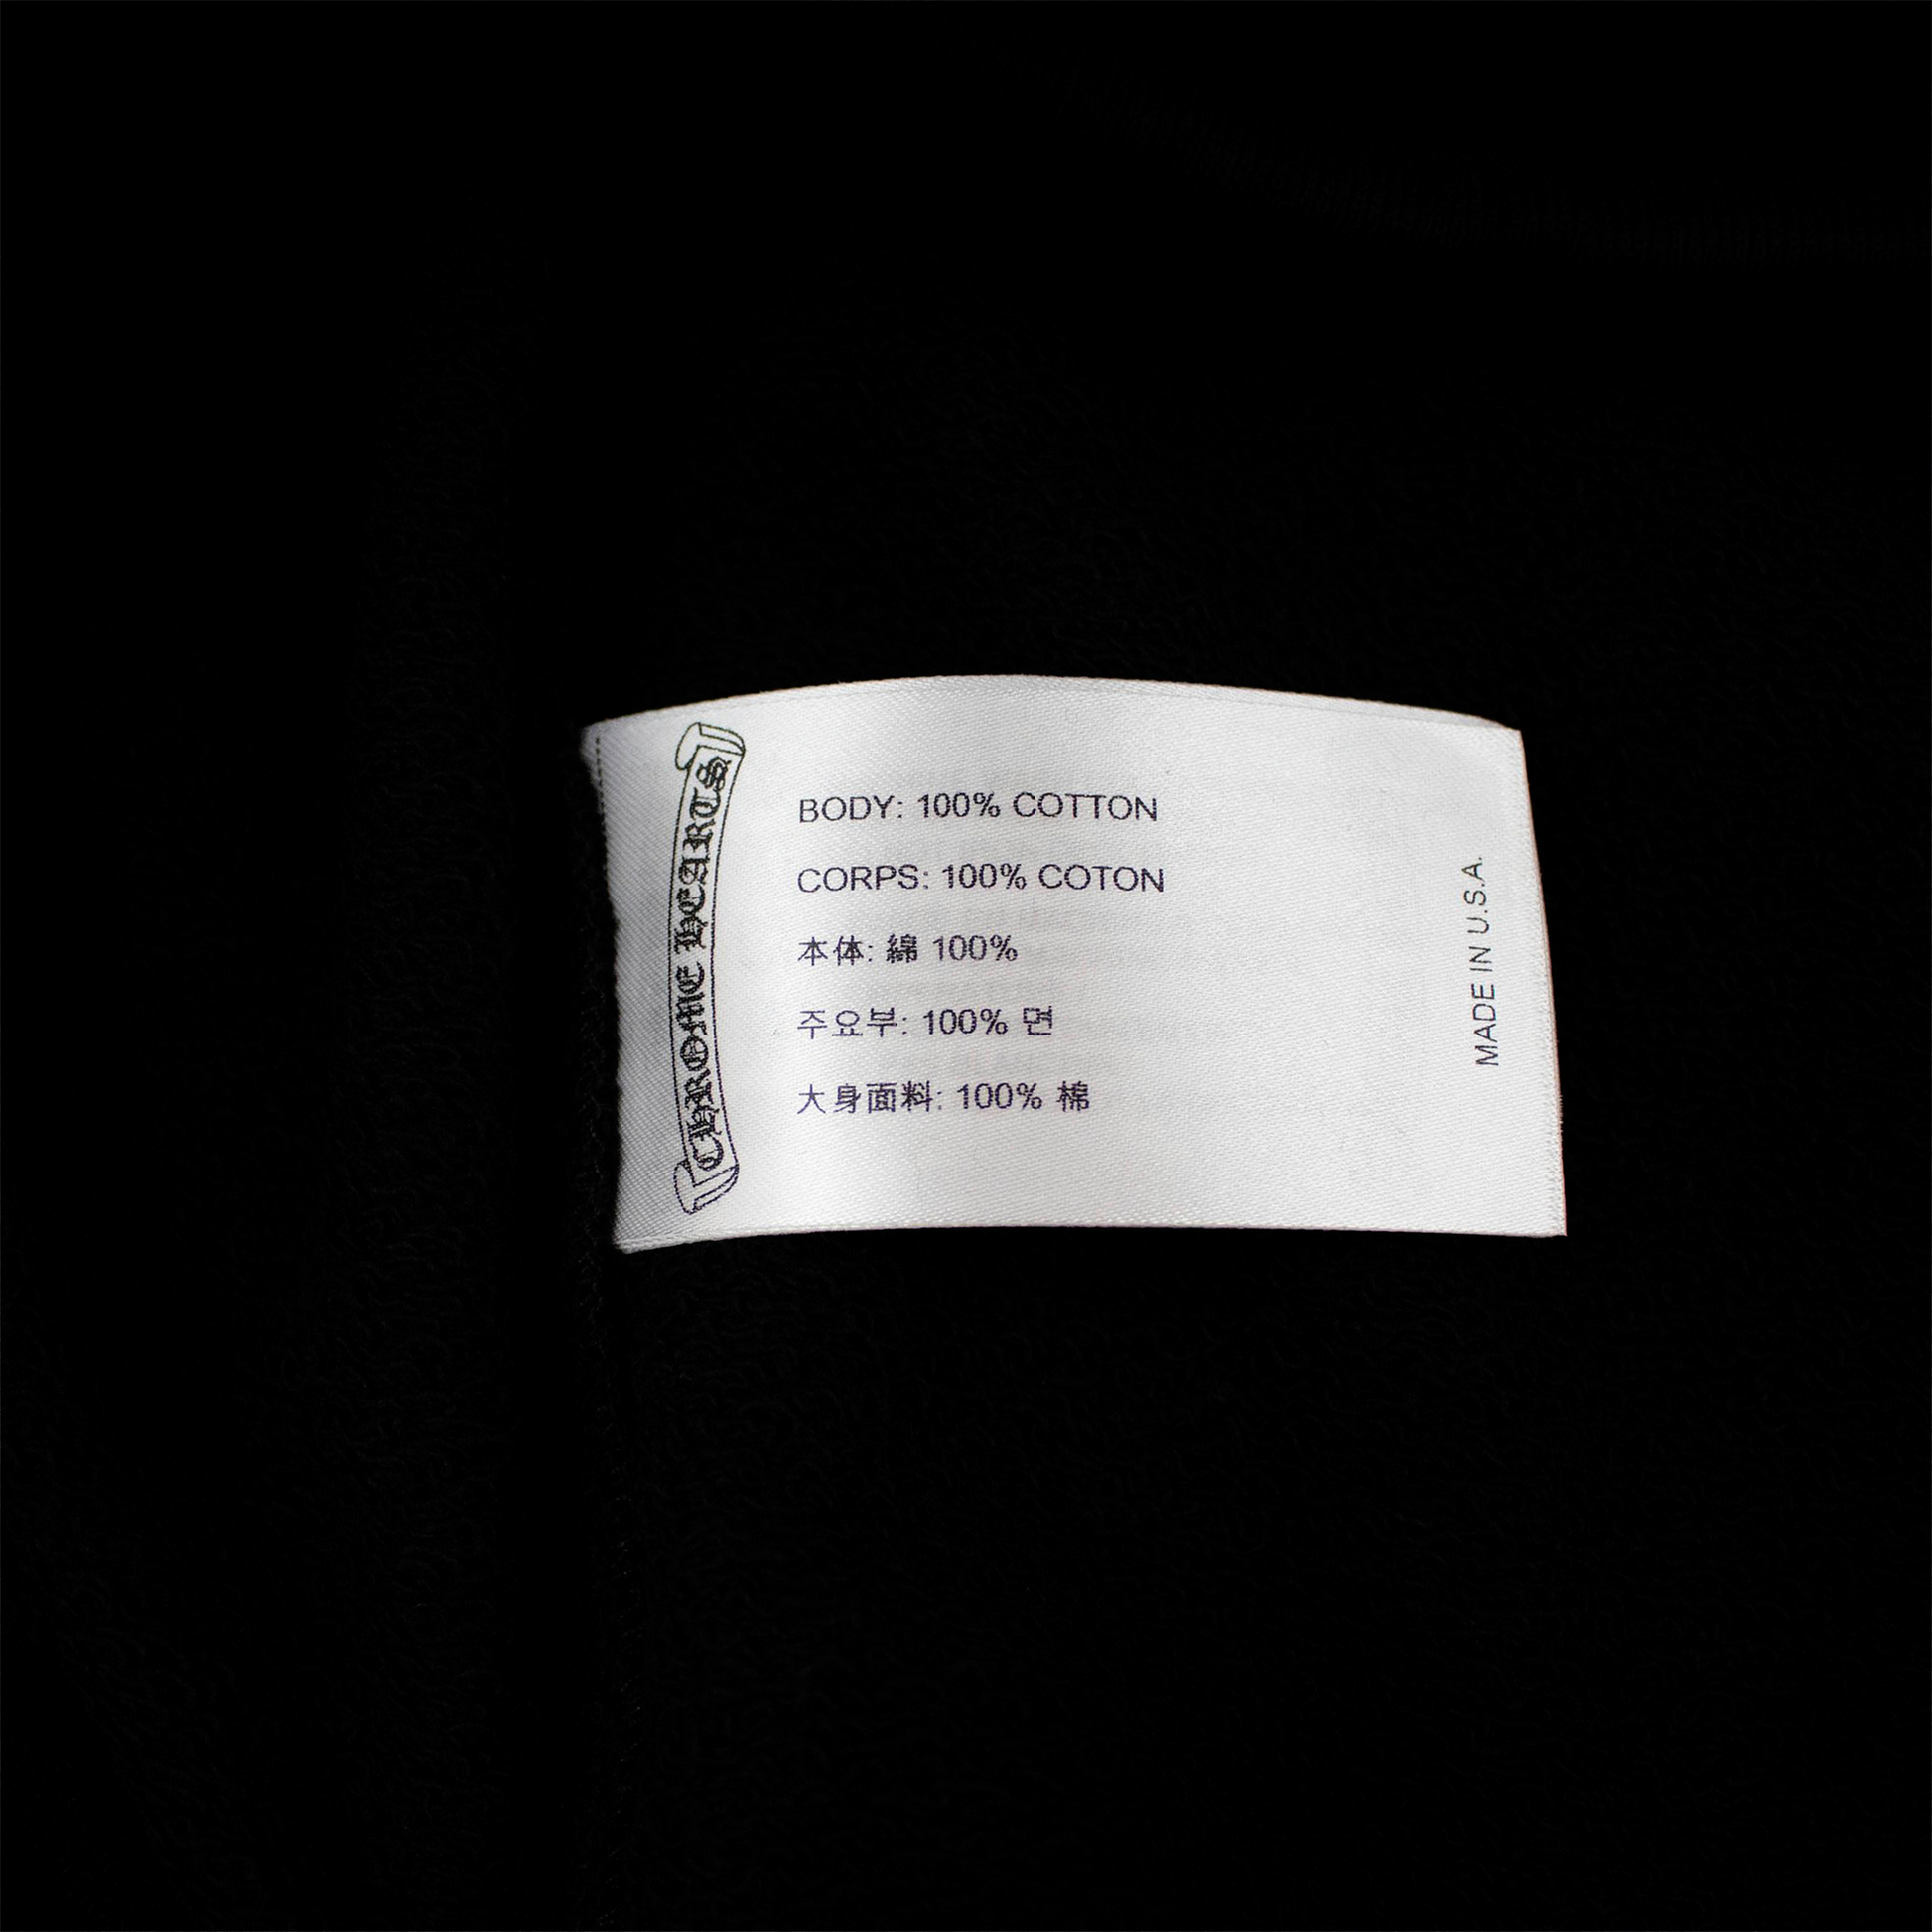 CHROME HEARTS
BODY: 100% COTTON
CORPS: 100% COTON
本体: 綿 100%
주요부: 100% 면
大身面料: 100% 棉
MADE IN U.S.A.